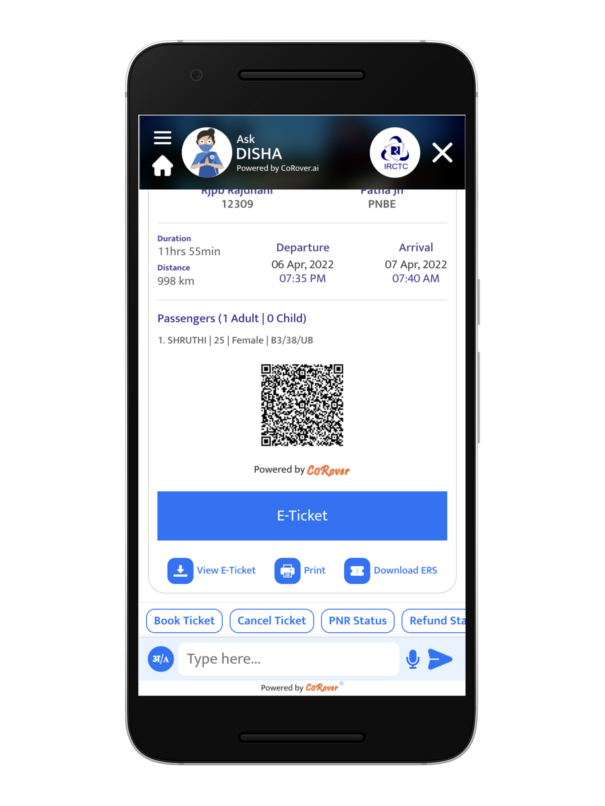 Ask
DISHA
Powered by CoRover.ai
IRCTC
Rjpb Rajdhani
Patna Jn
12309
PNBE
Duration
11hrs 55min
Distance
998 km
Departure
06 Apr, 2022
07:35 PM
Arrival
07 Apr, 2022
07:40 AM
Passengers (1 Adult | 0 Child)
1. SHRUTHI | 25 | Female | B3/38/UB
Powered by CoRover
E-Ticket
View E-Ticket
Print
Download ERS
Book Ticket
Cancel Ticket
PNR Status
Refund Sta
अ/A
Type here...
Powered by CoRover